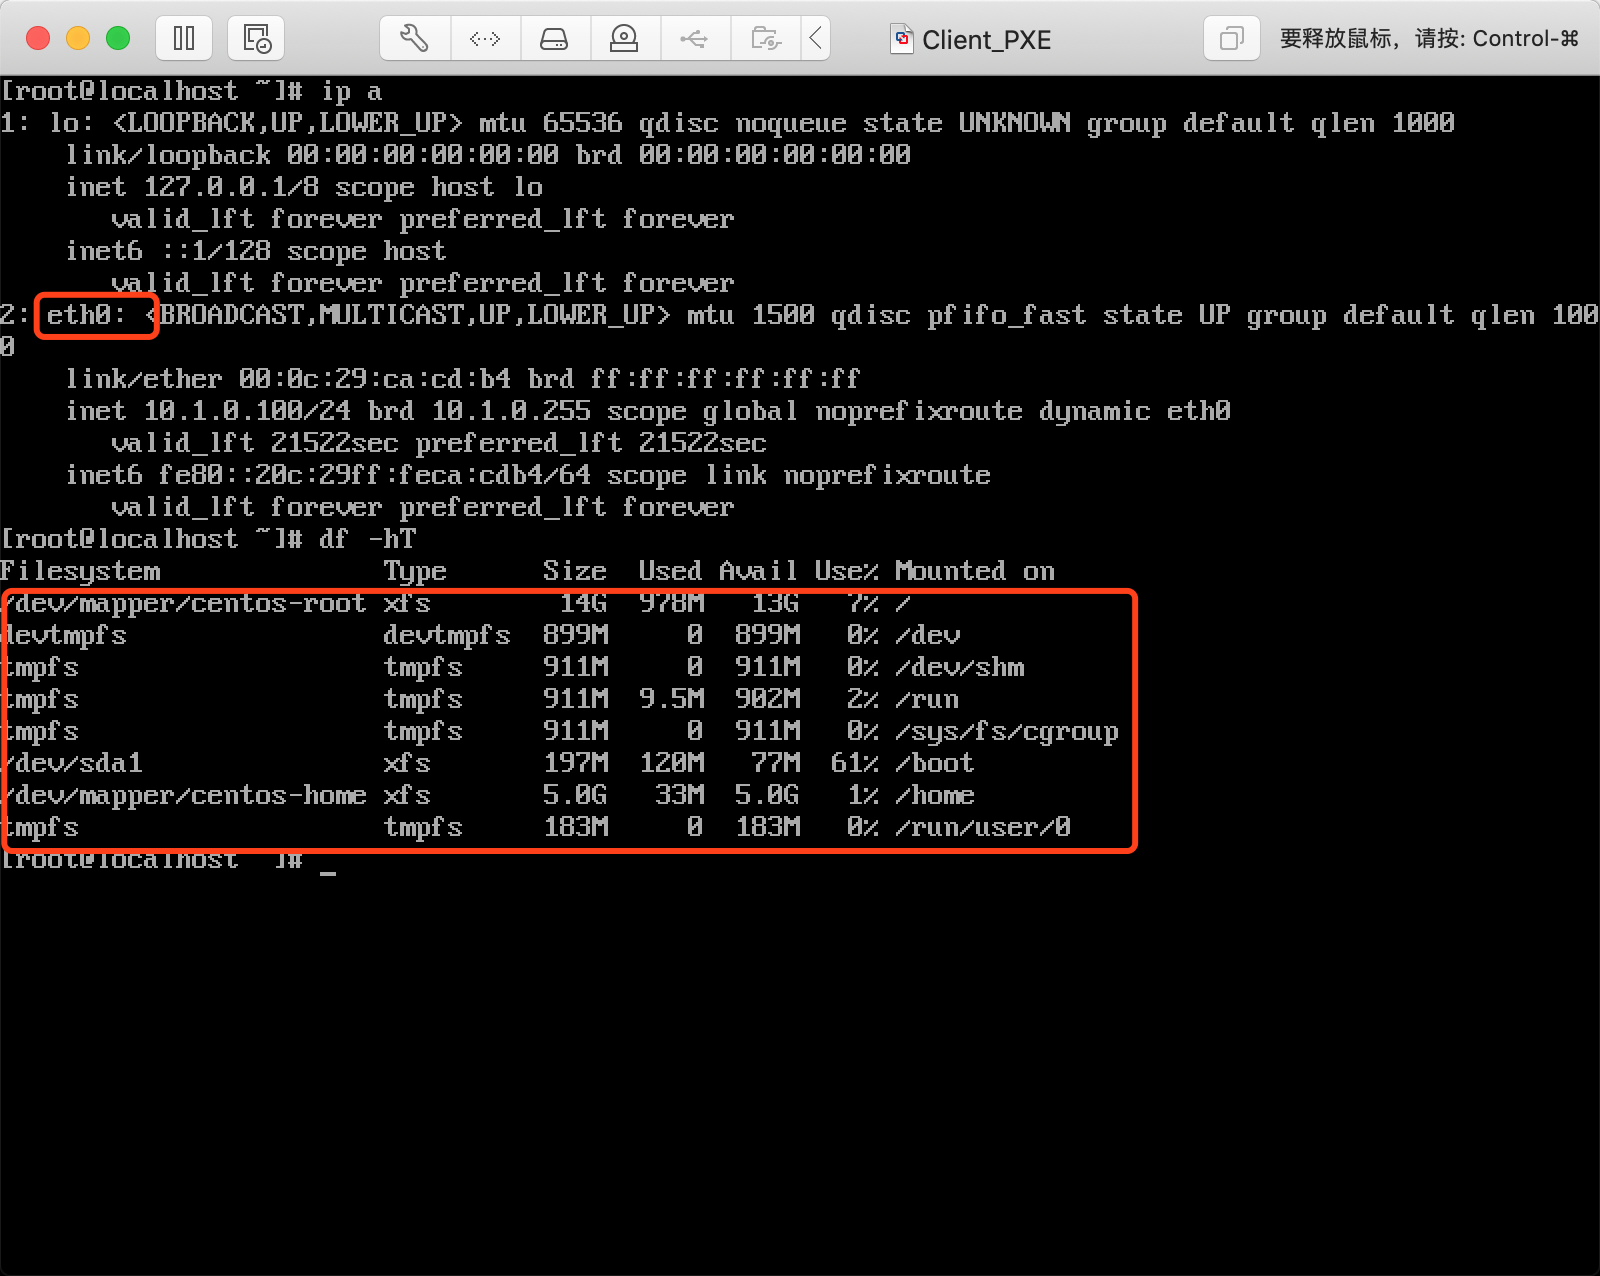 Client_PXE
要释放鼠标，请按: Control-⌘
[root@localhost ~]# ip a
1: lo: <LOOPBACK,UP,LOWER_UP> mtu 65536 qdisc noqueue state UNKNOWN group default qlen 1000
    link/loopback 00:00:00:00:00:00 brd 00:00:00:00:00:00
    inet 127.0.0.1/8 scope host lo
       valid_lft forever preferred_lft forever
    inet6 ::1/128 scope host
       valid_lft forever preferred_lft forever
2: eth0: <BROADCAST,MULTICAST,UP,LOWER_UP> mtu 1500 qdisc pfifo_fast state UP group default qlen 100
0
    link/ether 00:0c:29:ca:cd:b4 brd ff:ff:ff:ff:ff:ff
    inet 10.1.0.100/24 brd 10.1.0.255 scope global noprefixroute dynamic eth0
       valid_lft 21522sec preferred_lft 21522sec
    inet6 fe80::20c:29ff:feca:cdb4/64 scope link noprefixroute
       valid_lft forever preferred_lft forever
[root@localhost ~]# df -hT
Filesystem              Type      Size  Used Avail Use% Mounted on
/dev/mapper/centos-root xfs        14G  978M   13G   7% /
devtmpfs                devtmpfs  899M     0  899M   0% /dev
tmpfs                   tmpfs     911M     0  911M   0% /dev/shm
tmpfs                   tmpfs     911M  9.5M  902M   2% /run
tmpfs                   tmpfs     911M     0  911M   0% /sys/fs/cgroup
/dev/sda1               xfs       197M  120M   77M  61% /boot
/dev/mapper/centos-home xfs       5.0G   33M  5.0G   1% /home
tmpfs                   tmpfs     183M     0  183M   0% /run/user/0
[root@localhost ~]# _